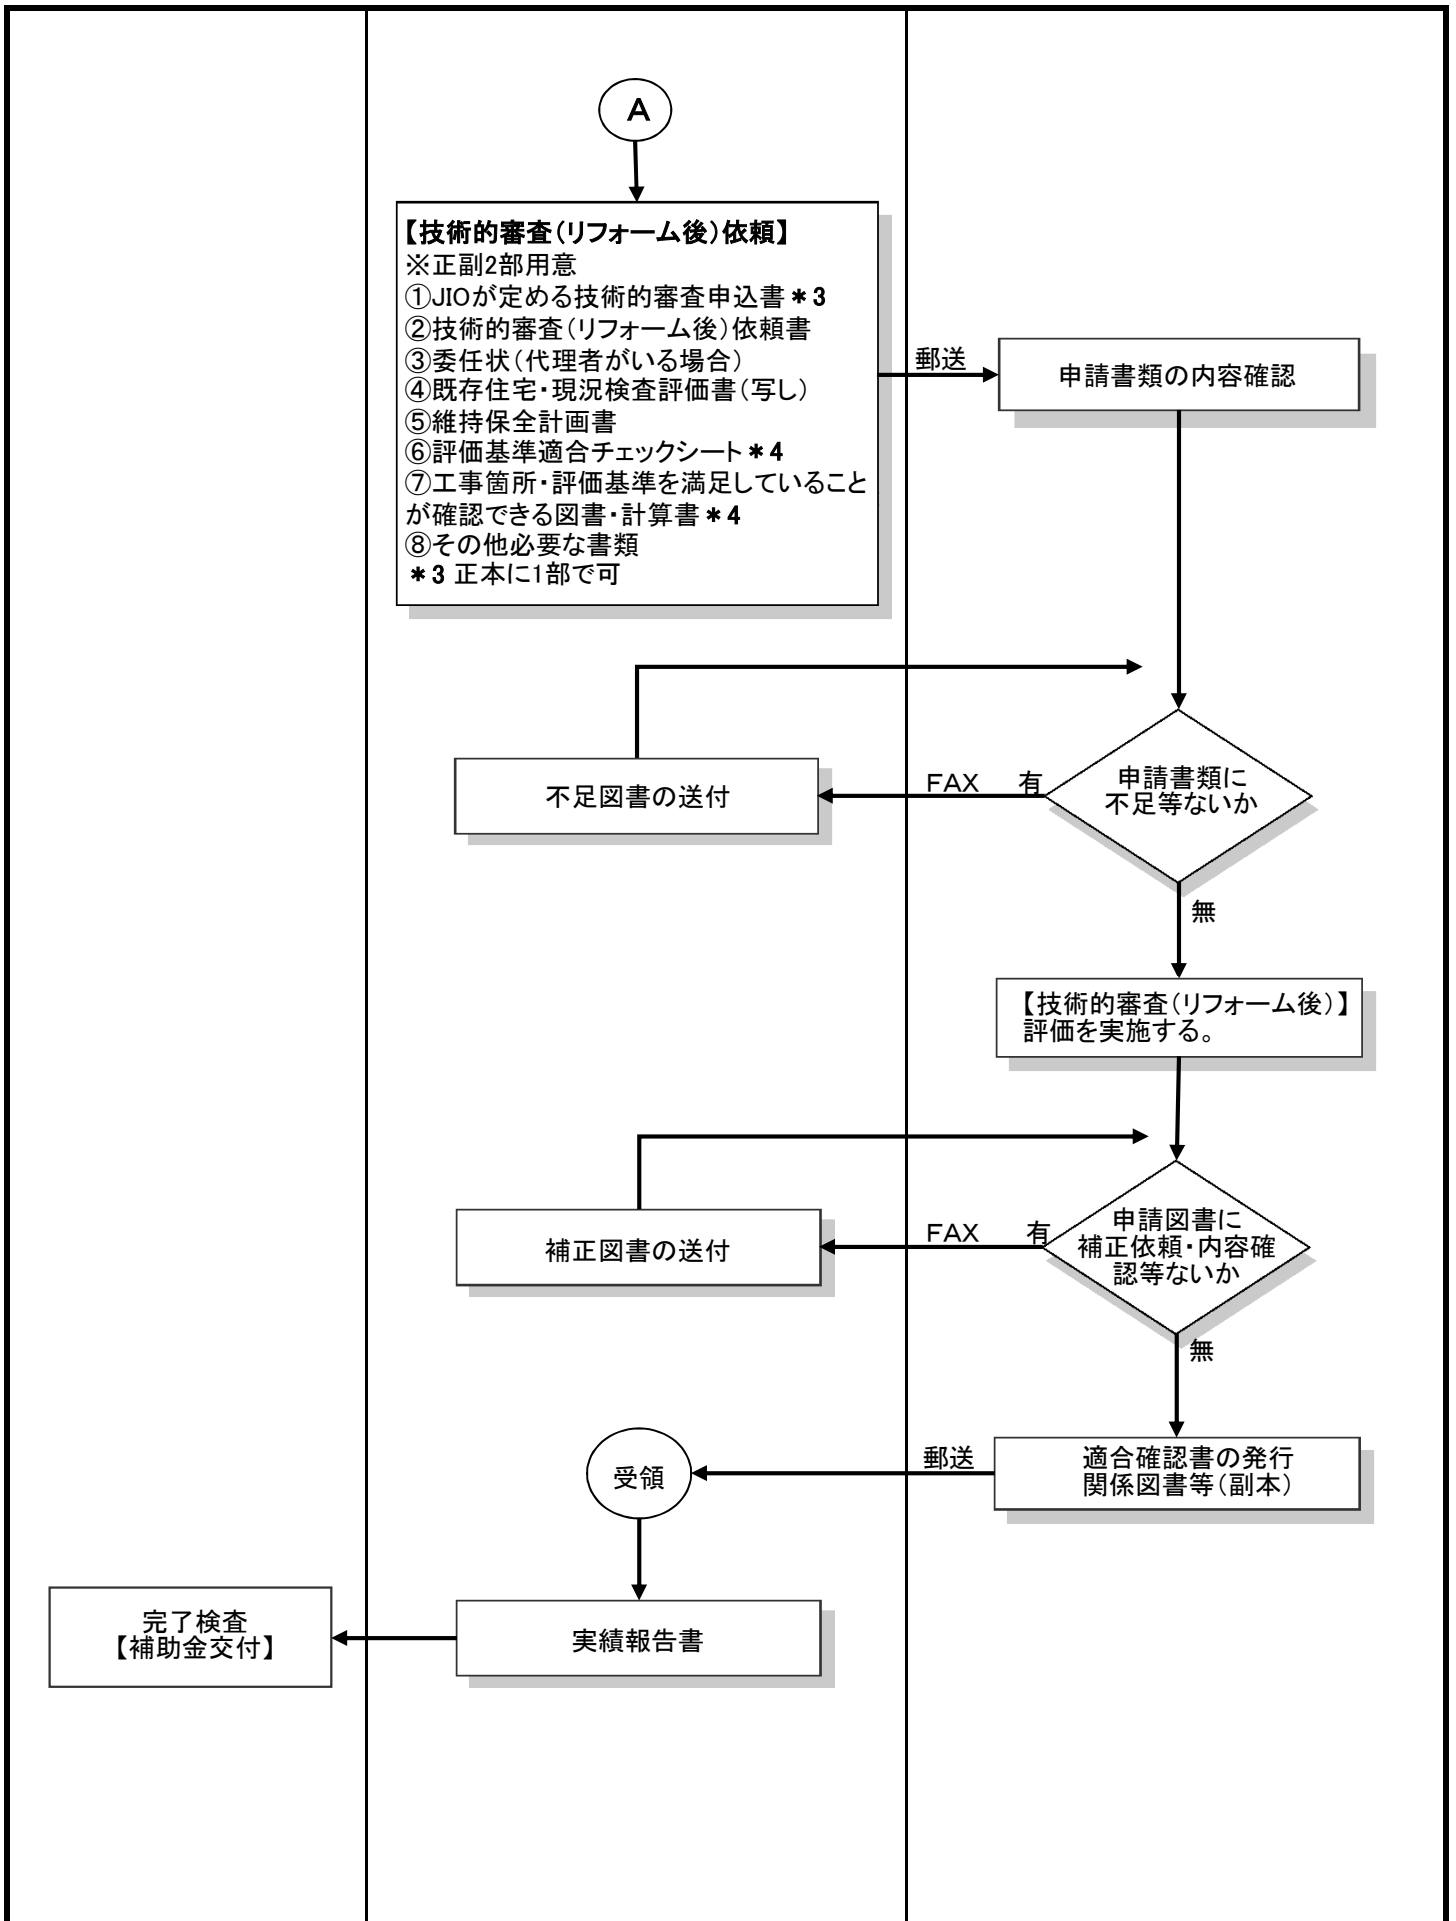 A
【技術的審査(リフォーム後)依頼】
※正副2部用意
①JIOが定める技術的審査申込書＊3
②技術的審査(リフォーム後)依頼書
③委任状(代理者がいる場合)
④既存住宅・現況検査評価書(写し)
⑤維持保全計画書
⑥評価基準適合チェックシート＊4
⑦工事箇所・評価基準を満足していること
が確認できる図書・計算書＊4
⑧その他必要な書類
＊3 正本に1部で可
郵送
申請書類の内容確認
申請書類に
不足等ないか
有
FAX
不足図書の送付
無
【技術的審査(リフォーム後)】
評価を実施する。
申請図書に
補正依頼・内容確
認等ないか
有
FAX
補正図書の送付
無
適合確認書の発行
関係図書等(副本)
郵送
受領
実績報告書
完了検査
【補助金交付】